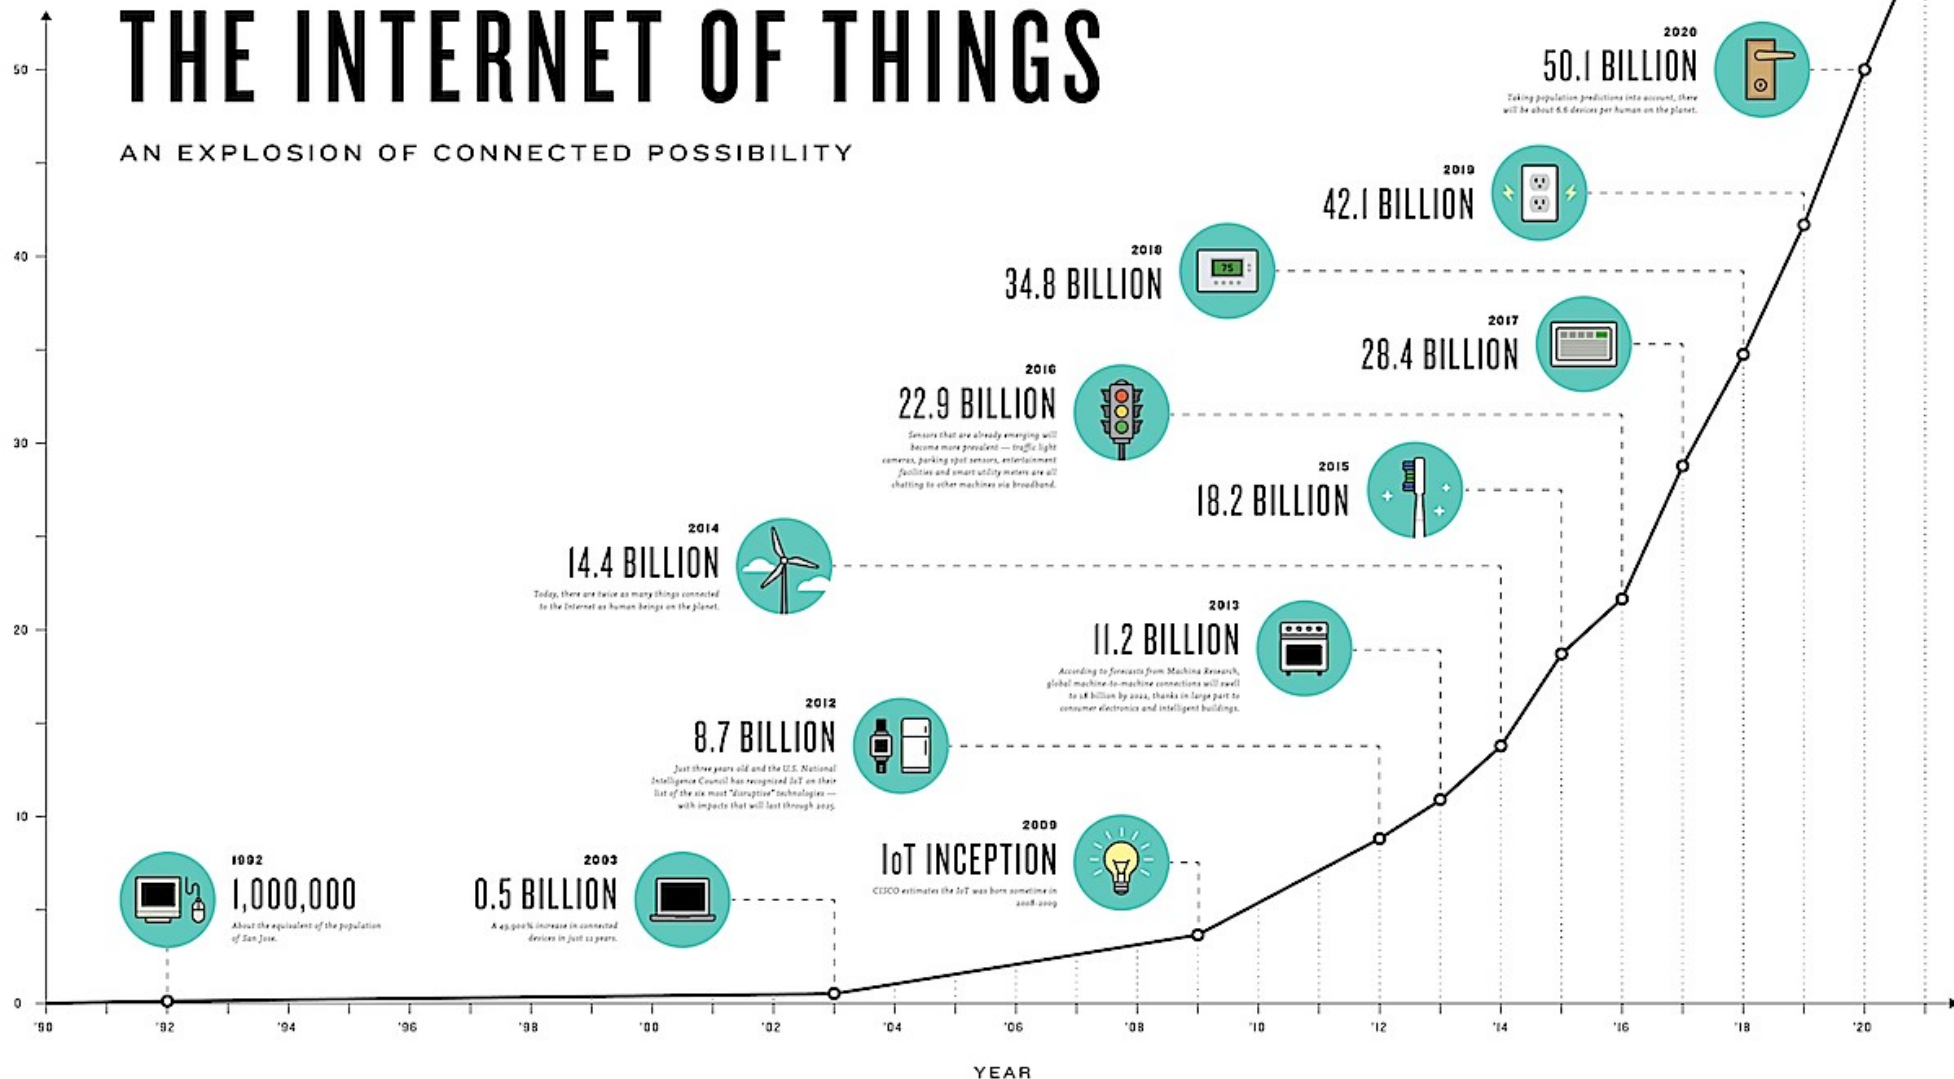 THE INTERNET OF THINGS
AN EXPLOSION OF CONNECTED POSSIBILITY
2020
50.1 BILLION
Taking population predictions into account, there
will be about 6.6 devices per human on the planet.
2019
42.1 BILLION
2018
34.8 BILLION
75
2017
28.4 BILLION
2016
22.9 BILLION
Sensors that are already emerging will
become more prevalent — traffic light
cameras, parking spot sensors, entertainment
facilities and smart utility meters are all
chatting to other machines via broadband.
2015
18.2 BILLION
2014
14.4 BILLION
Today, there are twice as many things connected
to the Internet as human beings on the planet.
2013
11.2 BILLION
According to forecasts from Machina Research,
global machine-to-machine connections will swell
to 18 billion by 2022, thanks in large part to
consumer electronics and intelligent buildings.
2012
8.7 BILLION
Just three years old and the U.S. National
Intelligence Council has recognized IoT on their
list of the six most "disruptive" technologies —
with impacts that will last through 2025.
2009
IoT INCEPTION
CISCO estimates the IoT was born sometime in
2008-2009
2003
0.5 BILLION
A 49,900% increase in connected
devices in just 11 years.
1992
1,000,000
About the equivalent of the population
of San Jose.
50
40
30
20
10
0
'90 '92 '94 '96 '98 '00 '02 '04 '06 '08 '10 '12 '14 '16 '18 '20
YEAR